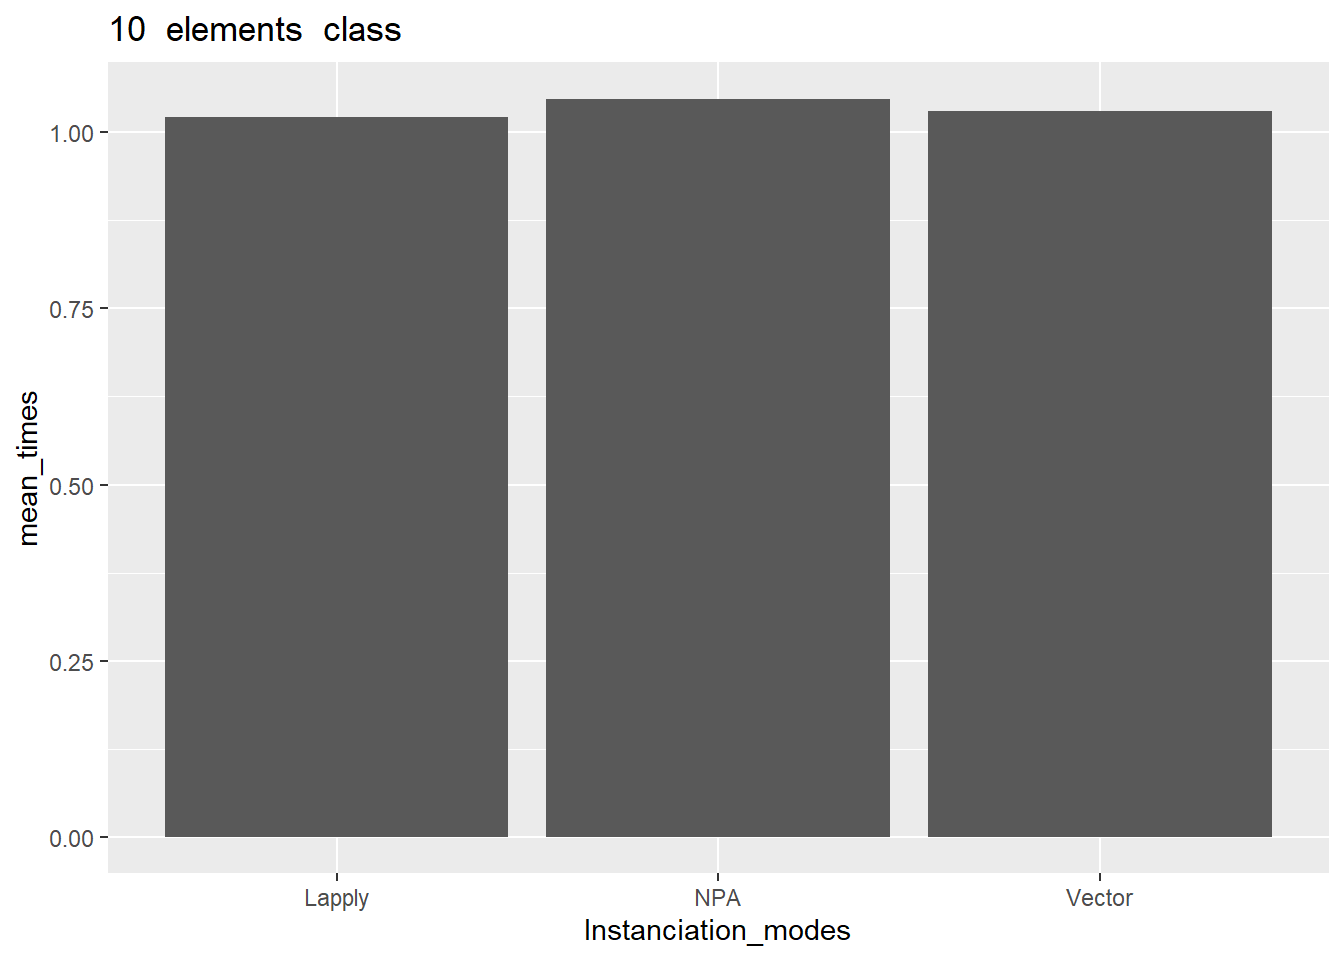 10 elements class
mean_times
1.00
0.75
0.50
0.25
0.00
Lapply
NPA
Vector
Instanciation_modes